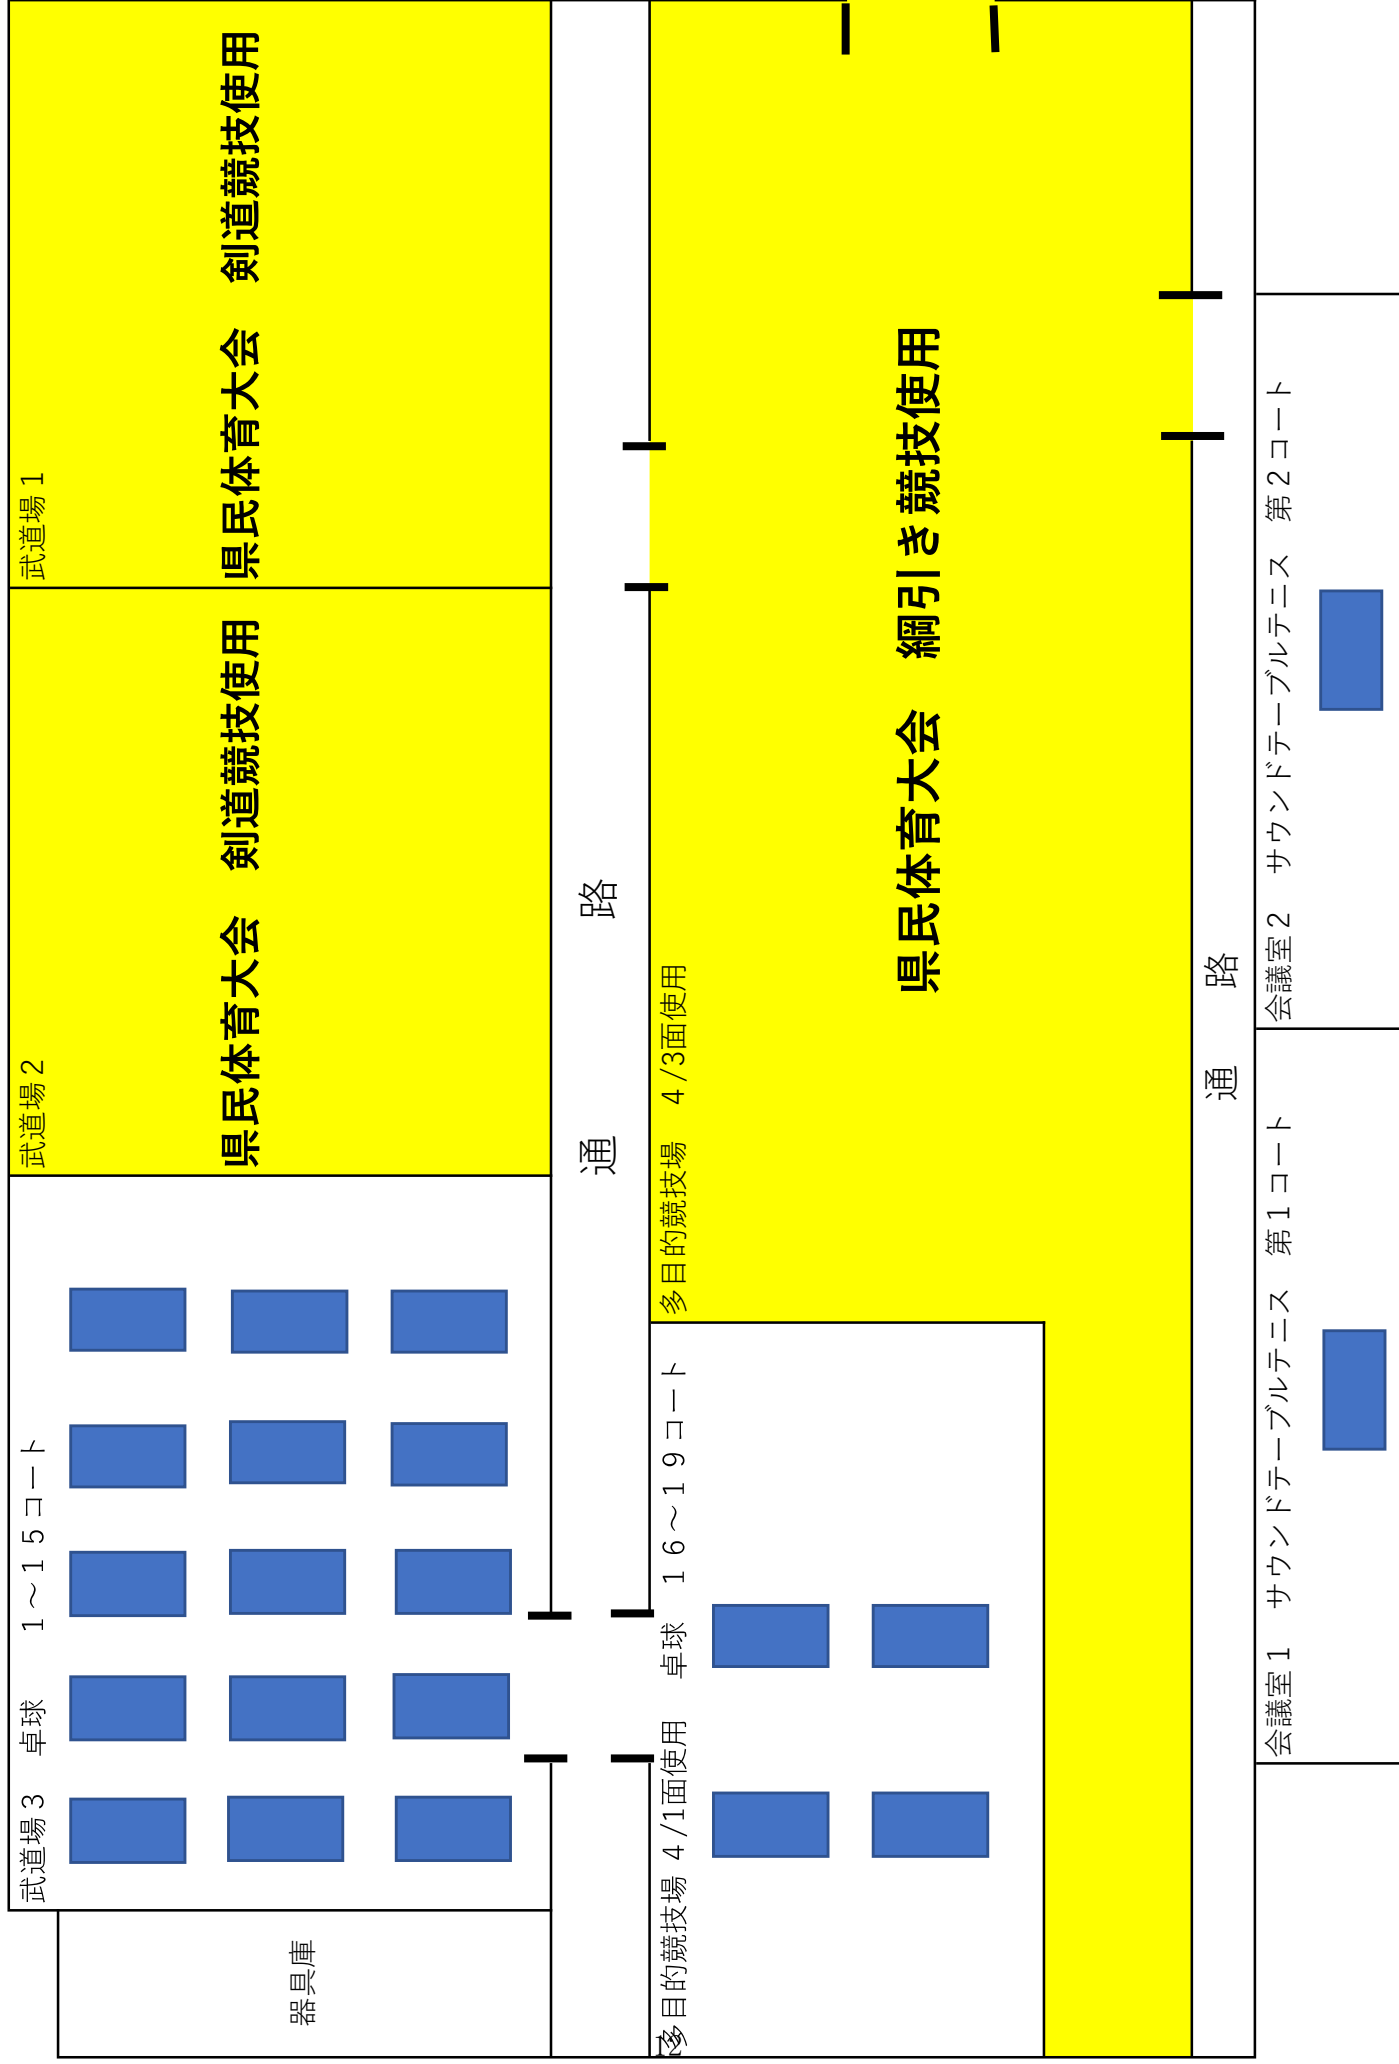 武道場３　卓球　　１～１５コート
武道場２
県民体育大会　剣道競技使用
武道場１
県民体育大会　剣道競技使用
器具庫
通　　　　　路
多目的競技場 ４/1面使用　卓球　１６～１９コート
多目的競技場　４/3面使用
県民体育大会　綱引き競技使用
通　　路
会議室１　サウンドテーブルテニス　第１コート
会議室２　サウンドテーブルテニス　第２コート